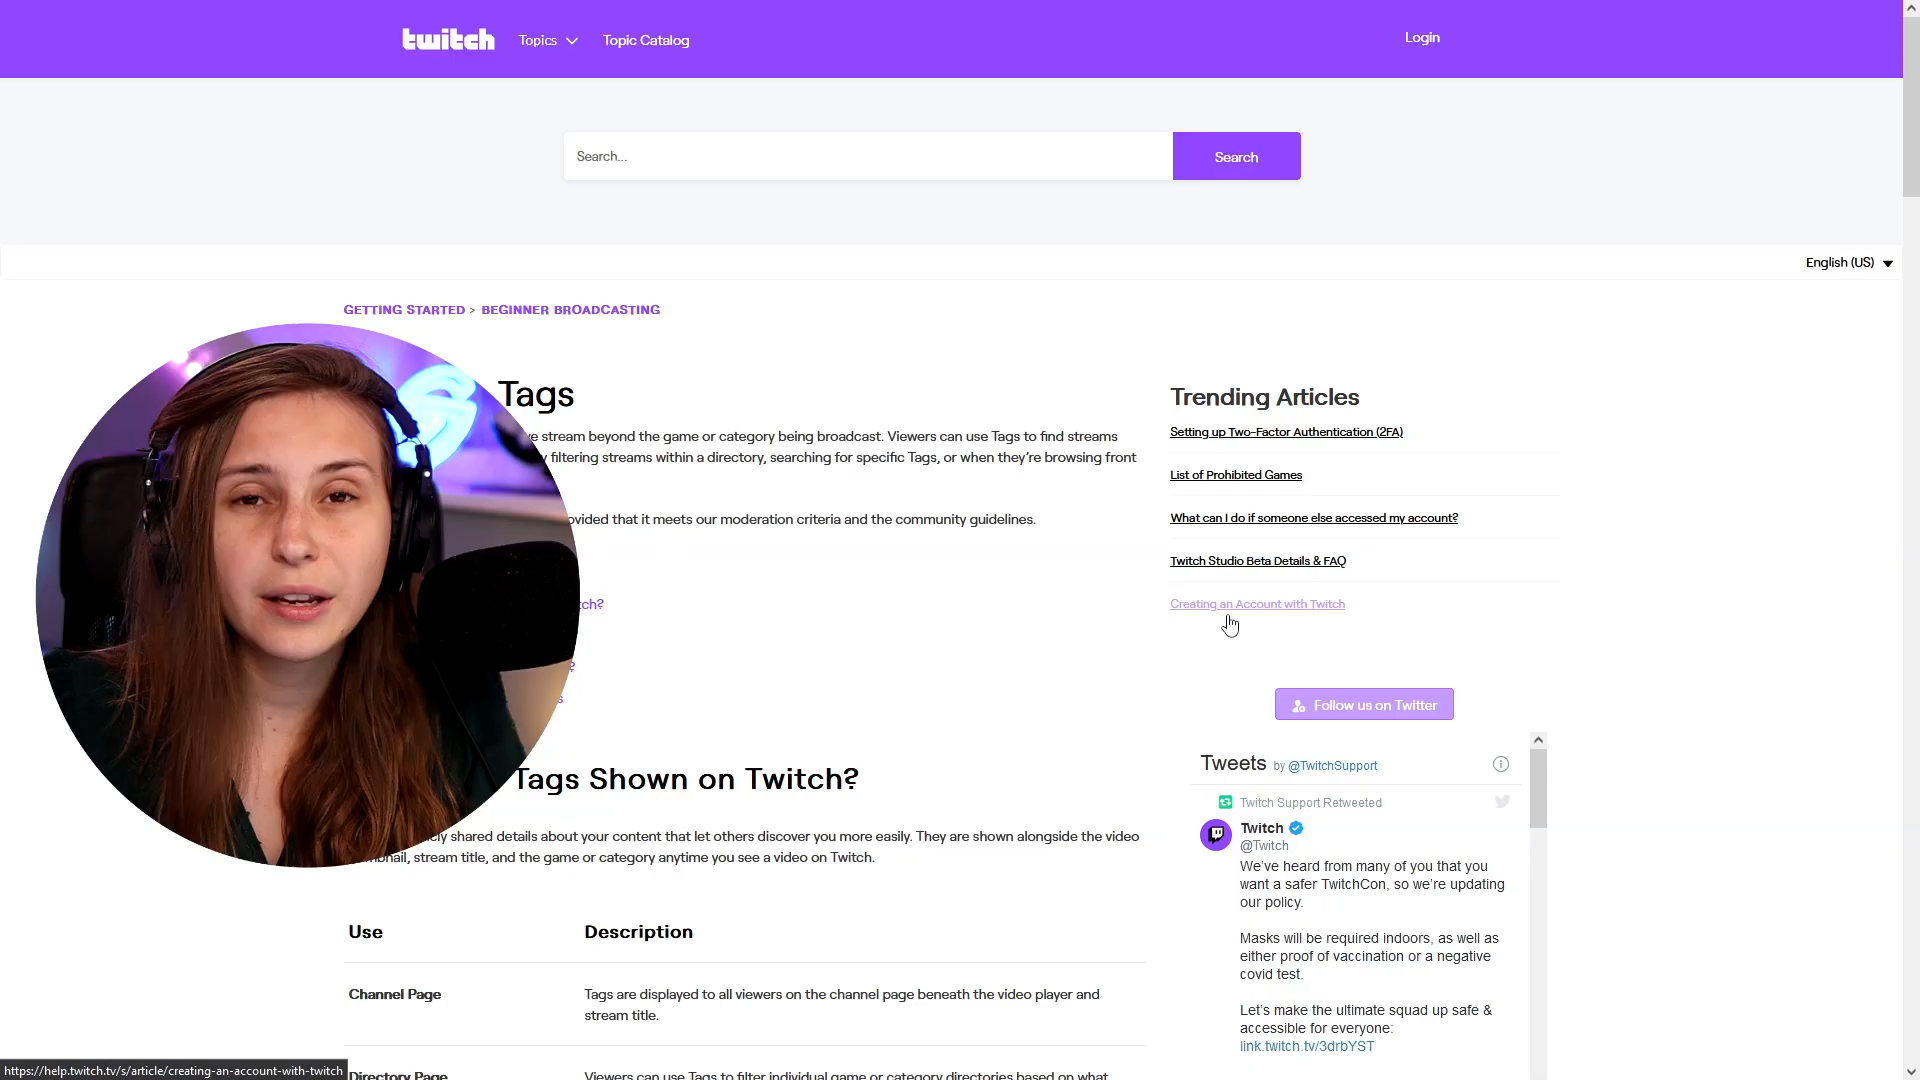 twitch
Topics
Topic Catalog
Login
Search...
Search
English (US)
GETTING STARTED > BEGINNER BROADCASTING
Tags
stream beyond the game or category being broadcast. Viewers can use Tags to find streams
filtering streams within a directory, searching for specific Tags, or when they're browsing front
ovided that it meets our moderation criteria and the community guidelines.
tch?
?
s
Tags Shown on Twitch?
ly shared details about your content that let others discover you more easily. They are shown alongside the video
nail, stream title, and the game or category anytime you see a video on Twitch.
Use
Description
Channel Page
Tags are displayed to all viewers on the channel page beneath the video player and
stream title.
Directory Page
Viewers can use Tags to filter individual game or category directories based on what
Trending Articles
Setting up Two-Factor Authentication (2FA)
List of Prohibited Games
What can I do if someone else accessed my account?
Twitch Studio Beta Details & FAQ
Creating an Account with Twitch
Follow us on Twitter
Tweets by @TwitchSupport
Twitch Support Retweeted
Twitch
@Twitch
We've heard from many of you that you
want a safer TwitchCon, so we're updating
our policy.
Masks will be required indoors, as well as
either proof of vaccination or a negative
covid test.
Let's make the ultimate squad up safe &
accessible for everyone:
link.twitch.tv/3drbYST
https://help.twitch.tv/s/article/creating-an-account-with-twitch